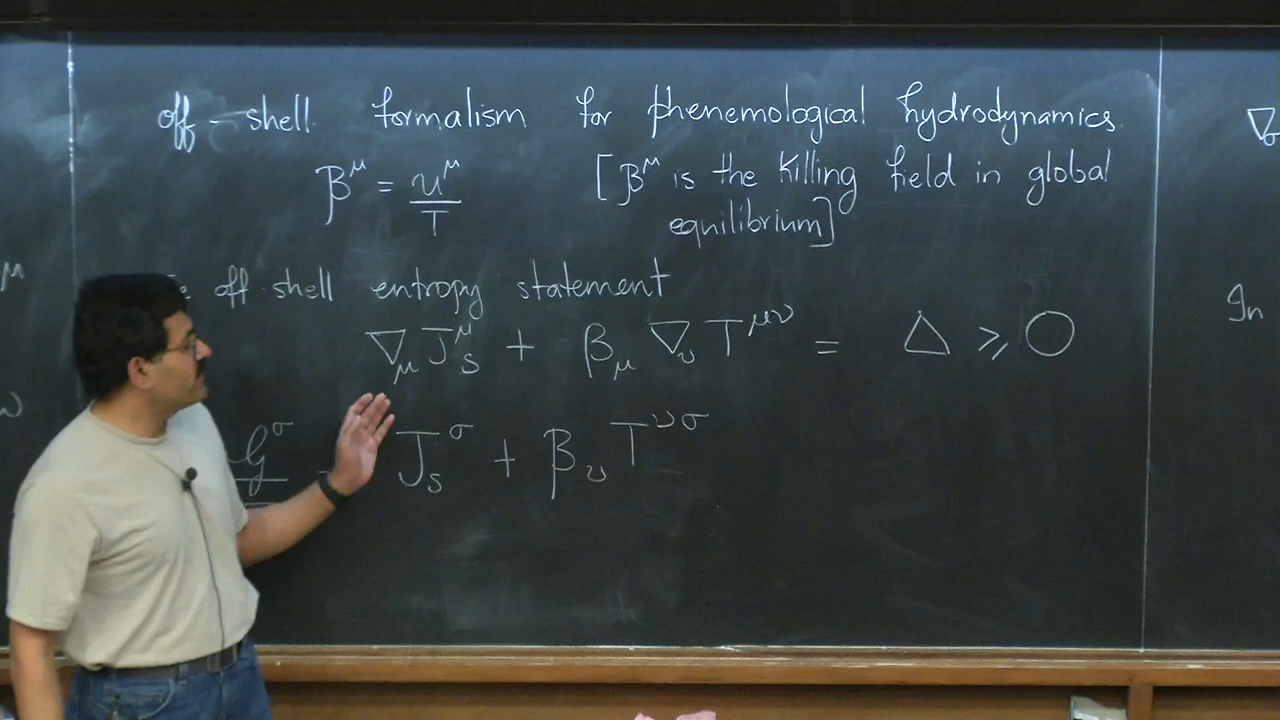 off-shell formalism for phenemological hydrodynamics
β^μ = u^μ / T [β^μ is the Killing field in global
equilibrium]
off shell entropy statement
∇_μ J_s^μ + β_μ ∇_ν T^{μν} = Δ ≥ 0
G^σ J_s^σ + β_ν T^{νσ}
In